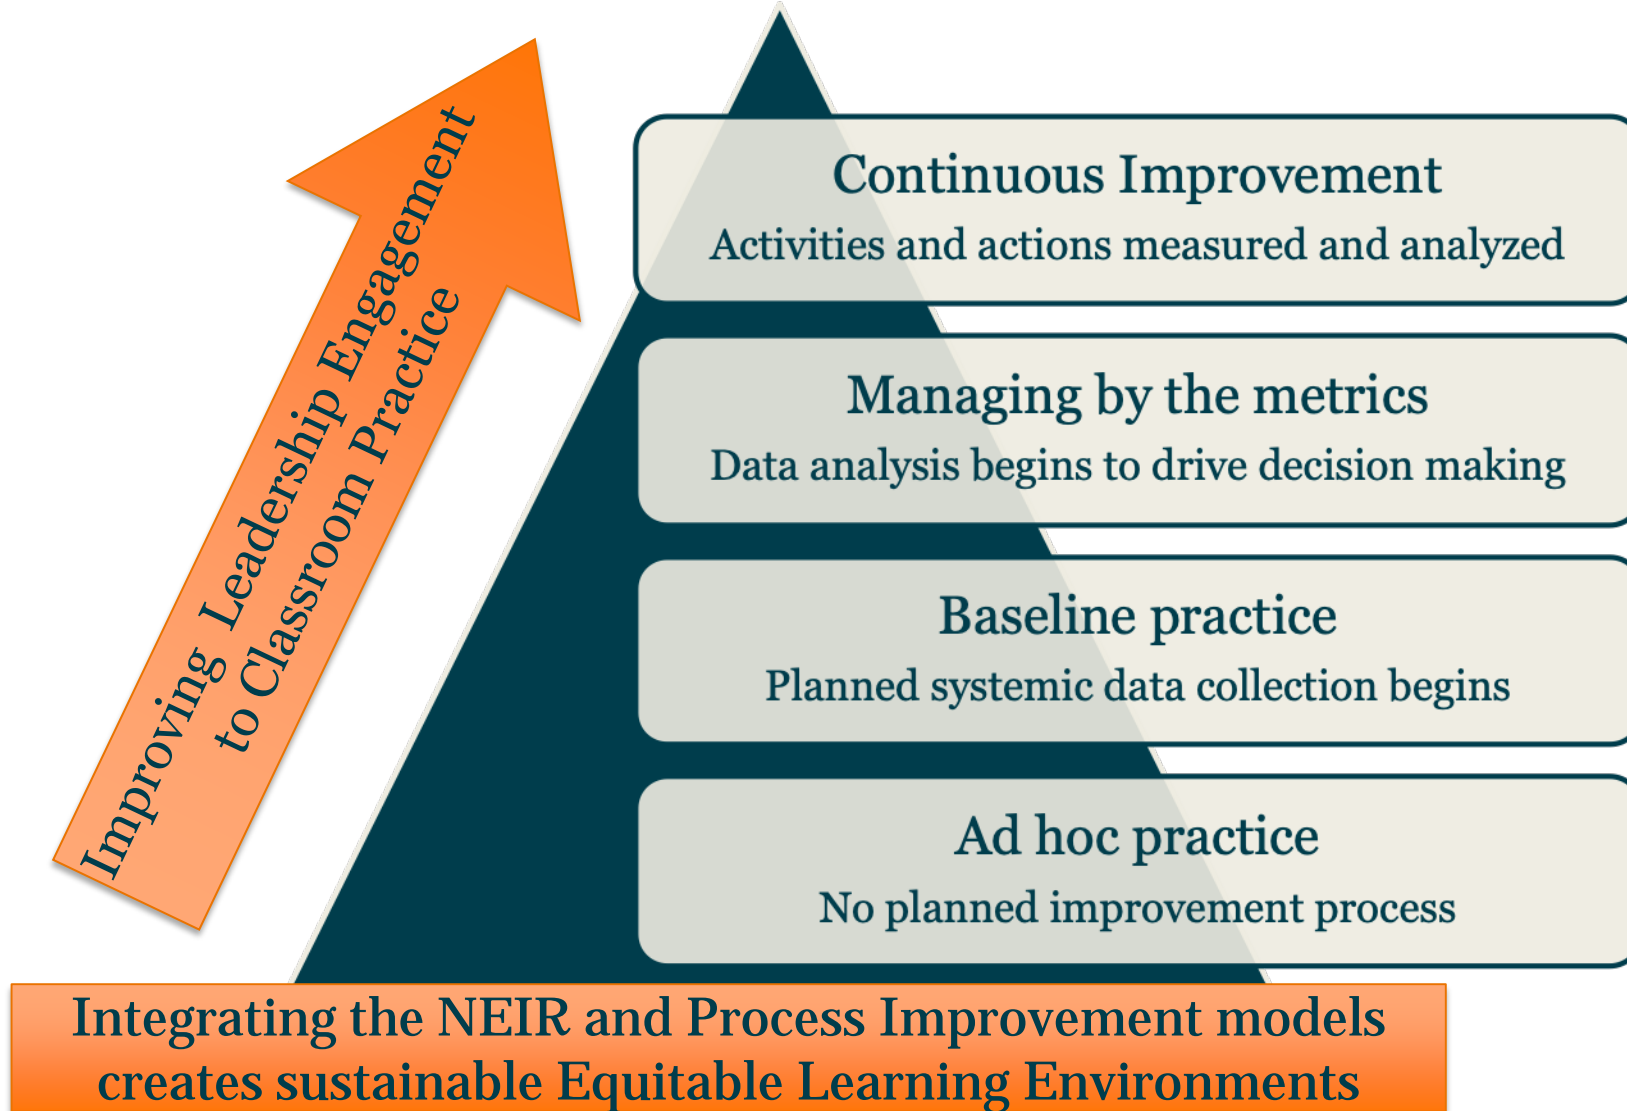 Improving Leadership Engagement
to Classroom Practice
Continuous Improvement
Activities and actions measured and analyzed
Managing by the metrics
Data analysis begins to drive decision making
Baseline practice
Planned systemic data collection begins
Ad hoc practice
No planned improvement process
Integrating the NEIR and Process Improvement models
creates sustainable Equitable Learning Environments